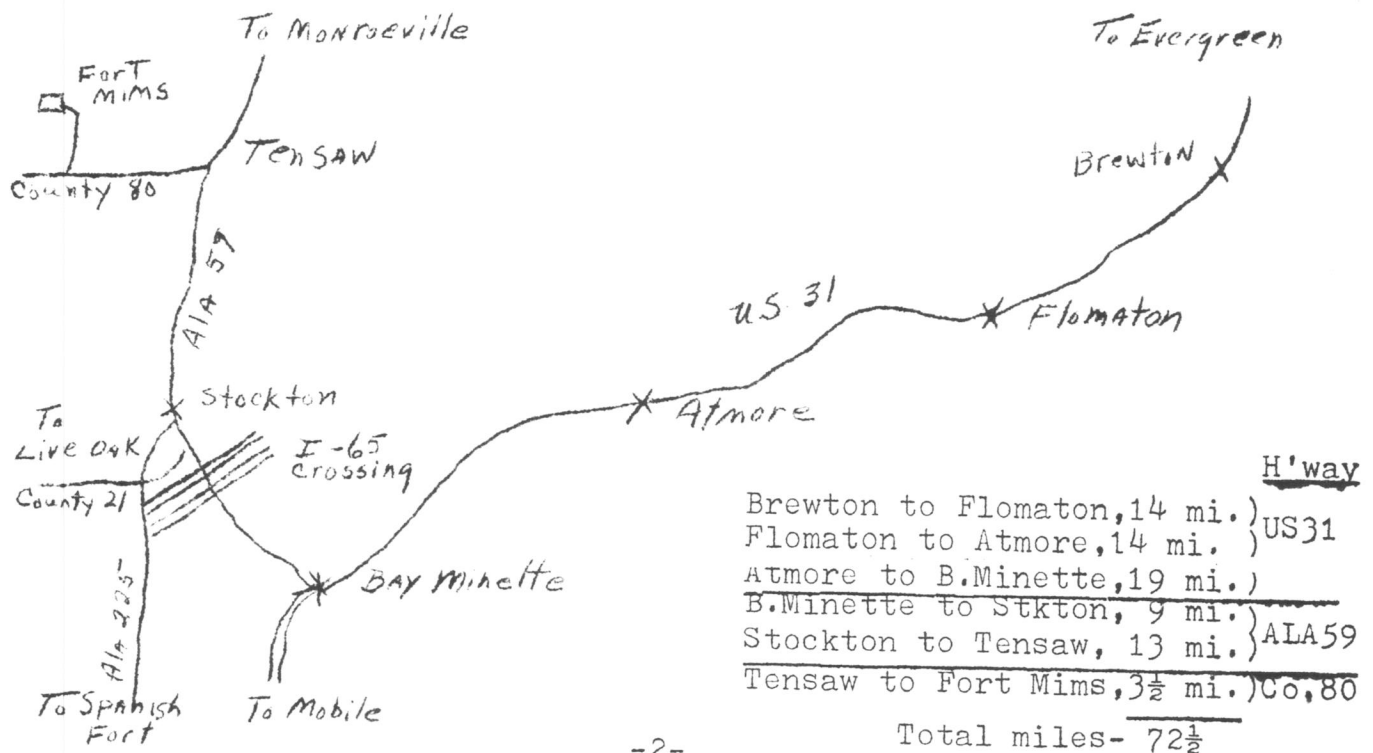 To Monroeville
To Evergreen
Fort
Mims
Tensaw
County 80
Brewton
Ala 59
US 31
Flomaton
Stockton
Atmore
To
Live Oak
I-65
Crossing
County 21
Bay Minette
Ala 225
To Spanish
Fort
To Mobile
H'way
Brewton to Flomaton,14 mi.)
Flomaton to Atmore,14 mi. )US31
Atmore to B.Minette,19 mi.)
B.Minette to Stkton, 9 mi.)
Stockton to Tensaw, 13 mi.)ALA59
Tensaw to Fort Mims,3½ mi.)Co.80
Total miles- 72½
-2-